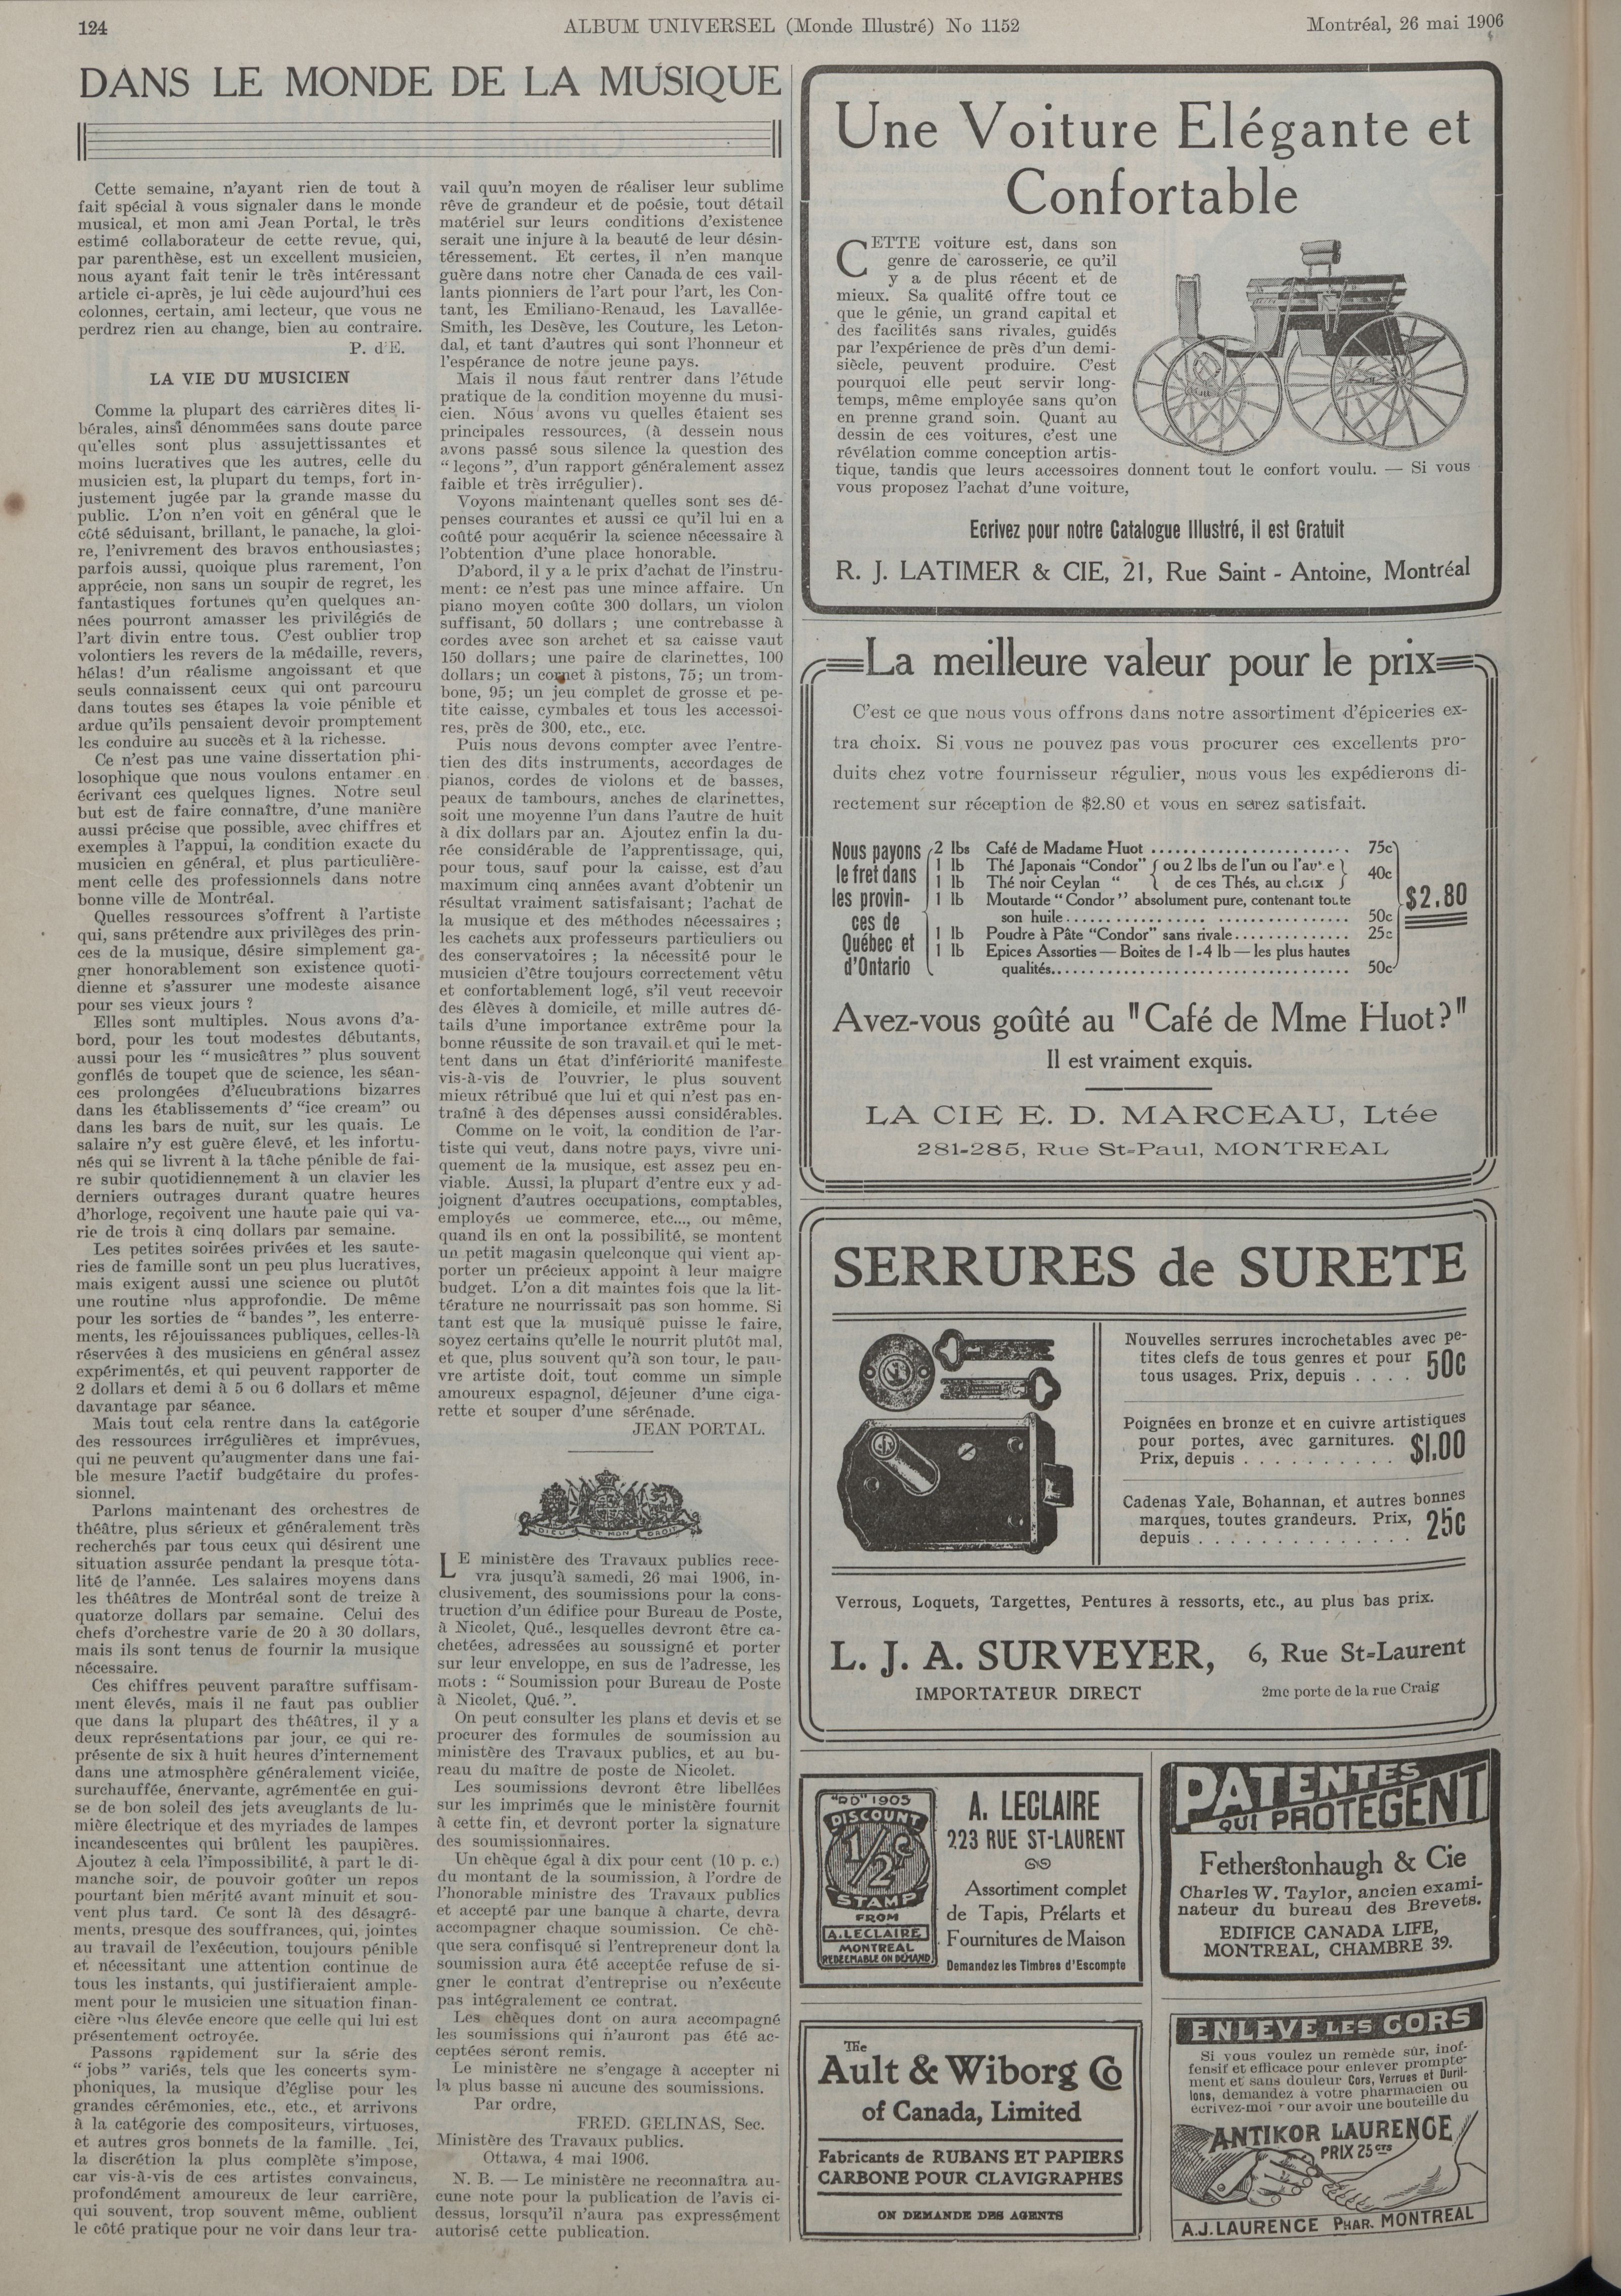 124
ALBUM UNIVERSEL (Monde Illustré) No 1152
Montréal, 26 mai 1906
DANS LE MONDE DE LA MUSIQUE
Cette semaine, n'ayant rien de tout à
fait spécial à vous signaler dans le monde
musical, et mon ami Jean Portal, le très
estimé collaborateur de cette revue, qui,
par parenthèse, est un excellent musicien,
nous ayant fait tenir le très intéressant
article ci-après, je lui cède aujourd'hui ces
colonnes, certain, ami lecteur, que vous ne
perdrez rien au change, bien au contraire.
P. d'E.
LA VIE DU MUSICIEN
Comme la plupart des carrières dites li-
bérales, ainsi dénommées sans doute parce
qu'elles sont plus assujettissantes et
moins lucratives que les autres, celle du
musicien est, la plupart du temps, fort in-
justement jugée par la grande masse du
public. L'on n'en voit en général que le
côté séduisant, brillant, le panache, la gloi-
re, l'enivrement des bravos enthousiastes;
parfois aussi, quoique plus rarement, l'on
apprécie, non sans un soupir de regret, les
fantastiques fortunes qu'en quelques an-
nées pourront amasser les privilégiés de
l'art divin entre tous. C'est oublier trop
volontiers les revers de la médaille, revers,
hélas! d'un réalisme angoissant et que
seuls connaissent ceux qui ont parcouru
dans toutes ses étapes la voie pénible et
ardue qu'ils pensaient devoir promptement
les conduire au succès et à la richesse.
Ce n'est pas une vaine dissertation phi-
losophique que nous voulons entamer en
écrivant ces quelques lignes. Notre seul
but est de faire connaître, d'une manière
aussi précise que possible, avec chiffres et
exemples à l'appui, la condition exacte du
musicien en général, et plus particulière-
ment celle des professionnels dans notre
bonne ville de Montréal.
Quelles ressources s'offrent à l'artiste
qui, sans prétendre aux privilèges des prin-
ces de la musique, désire simplement ga-
gner honorablement son existence quoti-
dienne et s'assurer une modeste aisance
pour ses vieux jours ?
Elles sont multiples. Nous avons d'a-
bord, pour les tout modestes débutants,
aussi pour les "musicâtres" plus souvent
gonflés de toupet que de science, les séan-
ces prolongées d'élucubrations bizarres
dans les établissements d' "ice cream" ou
dans les bars de nuit, sur les quais. Le
salaire n'y est guère élevé, et les infortu-
nés qui se livrent à la tâche pénible de fai-
re subir quotidiennement à un clavier les
derniers outrages durant quatre heures
d'horloge, reçoivent une haute paie qui va-
rie de trois à cinq dollars par semaine.
Les petites soirées privées et les saute-
ries de famille sont un peu plus lucratives,
mais exigent aussi une science ou plutôt
une routine plus approfondie. De même
pour les sorties de "bandes", les enterre-
ments, les réjouissances publiques, celles-là
réservées à des musiciens en général assez
expérimentés, et qui peuvent rapporter de
2 dollars et demi à 5 ou 6 dollars et même
davantage par séance.
Mais tout cela rentre dans la catégorie
des ressources irrégulières et imprévues,
qui ne peuvent qu'augmenter dans une fai-
ble mesure l'actif budgétaire du profes-
sionnel.
Parlons maintenant des orchestres de
théâtre, plus sérieux et généralement très
recherchés par tous ceux qui désirent une
situation assurée pendant la presque tota-
lité de l'année. Les salaires moyens dans
les théâtres de Montréal sont de treize à
quatorze dollars par semaine. Celui des
chefs d'orchestre varie de 20 à 30 dollars,
mais ils sont tenus de fournir la musique
nécessaire.
Ces chiffres peuvent paraître suffisam-
ment élevés, mais il ne faut pas oublier
que dans la plupart des théâtres, il y a
deux représentations par jour, ce qui re-
présente de six à huit heures d'internement
dans une atmosphère généralement viciée,
surchauffée, énervante, agrémentée en gui-
se de bon soleil des jets aveuglants de lu-
mière électrique et des myriades de lampes
incandescentes qui brûlent les paupières.
Ajoutez à cela l'impossibilité, à part le di-
manche soir, de pouvoir goûter un repos
pourtant bien mérité avant minuit et sou-
vent plus tard. Ce sont là des désagré-
ments, presque des souffrances, qui, jointes
au travail de l'exécution, toujours pénible
et nécessitant une attention continue de
tous les instants, qui justifieraient ample-
ment pour le musicien une situation finan-
cière plus élevée encore que celle qui lui est
présentement octroyée.
Passons rapidement sur la série des
"jobs" variés, tels que les concerts sym-
phoniques, la musique d'église pour les
grandes cérémonies, etc., etc., et arrivons
à la catégorie des compositeurs, virtuoses,
et autres gros bonnets de la famille. Ici,
la discrétion la plus complète s'impose,
car vis-à-vis de ces artistes convaincus,
profondément amoureux de leur carrière,
qui souvent, trop souvent même, oublient
le côté pratique pour ne voir dans leur tra-
vail quu'n moyen de réaliser leur sublime
rêve de grandeur et de poésie, tout détail
matériel sur leurs conditions d'existence
serait une injure à la beauté de leur désin-
téressement. Et certes, il n'en manque
guère dans notre cher Canada de ces vail-
lants pionniers de l'art pour l'art, les Con-
tant, les Emiliano-Renaud, les Lavallée-
Smith, les Desève, les Couture, les Leton-
dal, et tant d'autres qui sont l'honneur et
l'espérance de notre jeune pays.
Mais il nous faut rentrer dans l'étude
pratique de la condition moyenne du musi-
cien. Nous avons vu quelles étaient ses
principales ressources, (à dessein nous
avons passé sous silence la question des
"leçons", d'un rapport généralement assez
faible et très irrégulier).
Voyons maintenant quelles sont ses dé-
penses courantes et aussi ce qu'il lui en a
coûté pour acquérir la science nécessaire à
l'obtention d'une place honorable.
D'abord, il y a le prix d'achat de l'instru-
ment: ce n'est pas une mince affaire. Un
piano moyen coûte 300 dollars, un violon
suffisant, 50 dollars ; une contrebasse à
cordes avec son archet et sa caisse vaut
150 dollars; une paire de clarinettes, 100
dollars; un cornet à pistons, 75; un trom-
bone, 95; un jeu complet de grosse et pe-
tite caisse, cymbales et tous les accessoi-
res, près de 300, etc., etc.
Puis nous devons compter avec l'entre-
tien des dits instruments, accordages de
pianos, cordes de violons et de basses,
peaux de tambours, anches de clarinettes,
soit une moyenne l'un dans l'autre de huit
à dix dollars par an. Ajoutez enfin la du-
rée considérable de l'apprentissage, qui,
pour tous, sauf pour la caisse, est d'au
maximum cinq années avant d'obtenir un
résultat vraiment satisfaisant; l'achat de
la musique et des méthodes nécessaires ;
les cachets aux professeurs particuliers ou
des conservatoires ; la nécessité pour le
musicien d'être toujours correctement vêtu
et confortablement logé, s'il veut recevoir
des élèves à domicile, et mille autres dé-
tails d'une importance extrême pour la
bonne réussite de son travail et qui le met-
tent dans un état d'infériorité manifeste
vis-à-vis de l'ouvrier, le plus souvent
mieux rétribué que lui et qui n'est pas en-
traîné à des dépenses aussi considérables.
Comme on le voit, la condition de l'ar-
tiste qui veut, dans notre pays, vivre uni-
quement de la musique, est assez peu en-
viable. Aussi, la plupart d'entre eux y ad-
joignent d'autres occupations, comptables,
employés de commerce, etc..., ou même,
quand ils en ont la possibilité, se montent
un petit magasin quelconque qui vient ap-
porter un précieux appoint à leur maigre
budget. L'on a dit maintes fois que la lit-
térature ne nourrissait pas son homme. Si
tant est que la musique puisse le faire,
soyez certains qu'elle le nourrit plutôt mal,
et que, plus souvent qu'à son tour, le pau-
vre artiste doit, tout comme un simple
amoureux espagnol, déjeuner d'une ciga-
rette et souper d'une sérénade.
JEAN PORTAL.
DIEU ET MON DROIT
LE ministère des Travaux publics rece-
vra jusqu'à samedi, 26 mai 1906, in-
clusivement, des soumissions pour la cons-
truction d'un édifice pour Bureau de Poste,
à Nicolet, Qué., lesquelles devront être ca-
chetées, adressées au soussigné et porter
sur leur enveloppe, en sus de l'adresse, les
mots : "Soumission pour Bureau de Poste
à Nicolet, Qué.".
On peut consulter les plans et devis et se
procurer des formules de soumission au
ministère des Travaux publics, et au bu-
reau du maître de poste de Nicolet.
Les soumissions devront être libellées
sur les imprimés que le ministère fournit
à cette fin, et devront porter la signature
des soumissionnaires.
Un chèque égal à dix pour cent (10 p. c.)
du montant de la soumission, à l'ordre de
l'honorable ministre des Travaux publics
et accepté par une banque à charte, devra
accompagner chaque soumission. Ce chè-
que sera confisqué si l'entrepreneur dont la
soumission aura été acceptée refuse de si-
gner le contrat d'entreprise ou n'exécute
pas intégralement ce contrat.
Les chèques dont on aura accompagné
les soumissions qui n'auront pas été ac-
ceptées seront remis.
Le ministère ne s'engage à accepter ni
la plus basse ni aucune des soumissions.
Par ordre,
FRED. GELINAS, Sec.
Ministère des Travaux publics.
Ottawa, 4 mai 1906.
N. B. — Le ministère ne reconnaîtra au-
cune note pour la publication de l'avis ci-
dessus, lorsqu'il n'aura pas expressément
autorisé cette publication.
Une Voiture Elégante et
Confortable
CETTE voiture est, dans son
genre de carosserie, ce qu'il
y a de plus récent et de
mieux. Sa qualité offre tout ce
que le génie, un grand capital et
des facilités sans rivales, guidés
par l'expérience de près d'un demi-
siècle, peuvent produire. C'est
pourquoi elle peut servir long-
temps, même employée sans qu'on
en prenne grand soin. Quant au
dessin de ces voitures, c'est une
révélation comme conception artis-
tique, tandis que leurs accessoires donnent tout le confort voulu. — Si vous
vous proposez l'achat d'une voiture,
Ecrivez pour notre Catalogue Illustré, il est Gratuit
R. J. LATIMER & CIE, 21, Rue Saint - Antoine, Montréal
La meilleure valeur pour le prix
C'est ce que nous vous offrons dans notre assortiment d'épiceries ex-
tra choix. Si vous ne pouvez pas vous procurer ces excellents pro-
duits chez votre fournisseur régulier, nous vous les expédierons di-
rectement sur réception de $2.80 et vous en serez satisfait.
Nous payons
le fret dans
les provin-
ces de
Québec et
d'Ontario
2 lbs Café de Madame Huot ........................ 75c
1 lb Thé Japonais "Condor" { ou 2 lbs de l'un ou l'autre } 40c
1 lb Thé noir Ceylan " { de ces Thés, au choix }
1 lb Moutarde "Condor" absolument pure, contenant toute
son huile.................................. 50c
1 lb Poudre à Pâte "Condor" sans rivale.............. 25c
1 lb Epices Assorties — Boites de 1-4 lb — les plus hautes
qualités.................................... 50c
$2.80
Avez-vous goûté au "Café de Mme Huot?"
Il est vraiment exquis.
LA CIE E. D. MARCEAU, Ltée
281-285, Rue St-Paul, MONTREAL
SERRURES de SURETE
Nouvelles serrures incrochetables avec pe-
tites clefs de tous genres et pour
tous usages. Prix, depuis . . . . 50c
Poignées en bronze et en cuivre artistiques
pour portes, avec garnitures.
Prix, depuis . . . . . . . . . . $1.00
Cadenas Yale, Bohannan, et autres bonnes
marques, toutes grandeurs. Prix,
depuis . . . . . . . . . . . . . . 25c
Verrous, Loquets, Targettes, Pentures à ressorts, etc., au plus bas prix.
L. J. A. SURVEYER, 6, Rue St-Laurent
IMPORTATEUR DIRECT 2me porte de la rue Craig
"RD" 1905
DISCOUNT
1/2c
STAMP
FROM
A. LECLAIRE
MONTREAL
REDEEMABLE ON DEMAND
A. LECLAIRE
223 RUE ST-LAURENT
Assortiment complet
de Tapis, Prélarts et
Fournitures de Maison
Demandez les Timbres d'Escompte
PATENTES
QUI PROTEGENT
Fetherstonhaugh & Cie
Charles W. Taylor, ancien exami-
nateur du bureau des Brevets.
EDIFICE CANADA LIFE,
MONTREAL, CHAMBRE 39.
The
Ault & Wiborg Co
of Canada, Limited
Fabricants de RUBANS ET PAPIERS
CARBONE POUR CLAVIGRAPHES
ON DEMANDE DES AGENTS
ENLEVE LES CORS
Si vous voulez un remède sûr, inof-
fensif et efficace pour enlever prompte-
ment et sans douleur Cors, Verrues et Duril-
lons, demandez à votre pharmacien ou
écrivez-moi pour avoir une bouteille du
ANTIKOR LAURENCE
PRIX 25 CTS
A.J. LAURENCE PHAR. MONTREAL